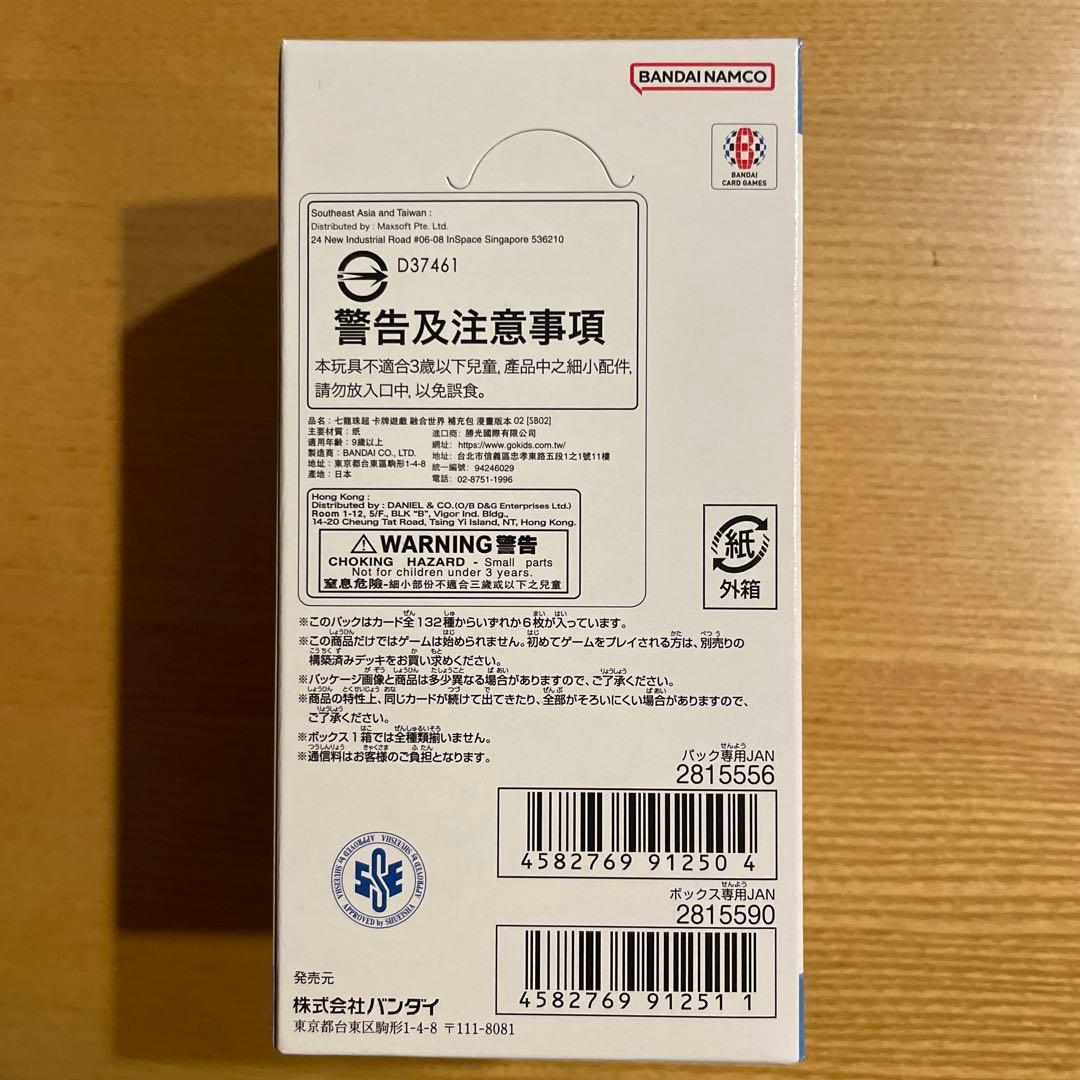 BANDAI NAMCO
B
BANDAI
CARD GAMES
Southeast Asia and Taiwan :
Distributed by : Maxsoft Pte. Ltd.
24 New Industrial Road #06-08 InSpace Singapore 536210
D37461
警告及注意事項
本玩具不適合3歲以下兒童, 產品中之細小配件,
請勿放入口中, 以免誤食。
品名：七龍珠超 卡牌遊戲 融合世界 補充包 漫畫版本 02 [SB02]
主要材質：紙
適用年齡：9歲以上
製造商：BANDAI CO., LTD.
地址：東京都台東區駒形1-4-8
產地：日本
進口商：勝光國際有限公司
網址：https://www.gokids.com.tw/
地址：台北市信義區忠孝東路五段1之1號11樓
統一編號：94246029
電話：02-8751-1996
Hong Kong :
Distributed by : DANIEL & CO.(O/B D&G Enterprises Ltd.)
Room 1-12, 5/F., BLK "B", Vigor Ind. Bldg.,
14-20 Cheung Tat Road, Tsing Yi Island, NT, Hong Kong.
⚠WARNING警告
CHOKING HAZARD - Small parts
Not for children under 3 years.
窒息危險-細小部份不適合三歲或以下之兒童
紙
外箱
※このパックはカード全132種からいずれか6枚が入っています。
※この商品だけではゲームは始められません。初めてゲームをプレイされる方は、別売りの
構築済みデッキをお買い求めください。
※パッケージ画像と商品は多少異なる場合がありますので、ご了承ください。
※商品の特性上、同じカードが続けて出てきたり、全部がそろいにくい場合がありますので、
ご了承ください。
※ボックス1箱では全種類揃いません。
※通信料はお客様のご負担となります。
パック専用JAN
2815556
4582769 91250 4
ボックス専用JAN
2815590
4582769 91251 1
APPROVED by SHUEISHA
APPROVED by SHUEISHA
APPROVED by SHUEISHA
SSE
発売元
株式会社バンダイ
東京都台東区駒形1-4-8 〒111-8081